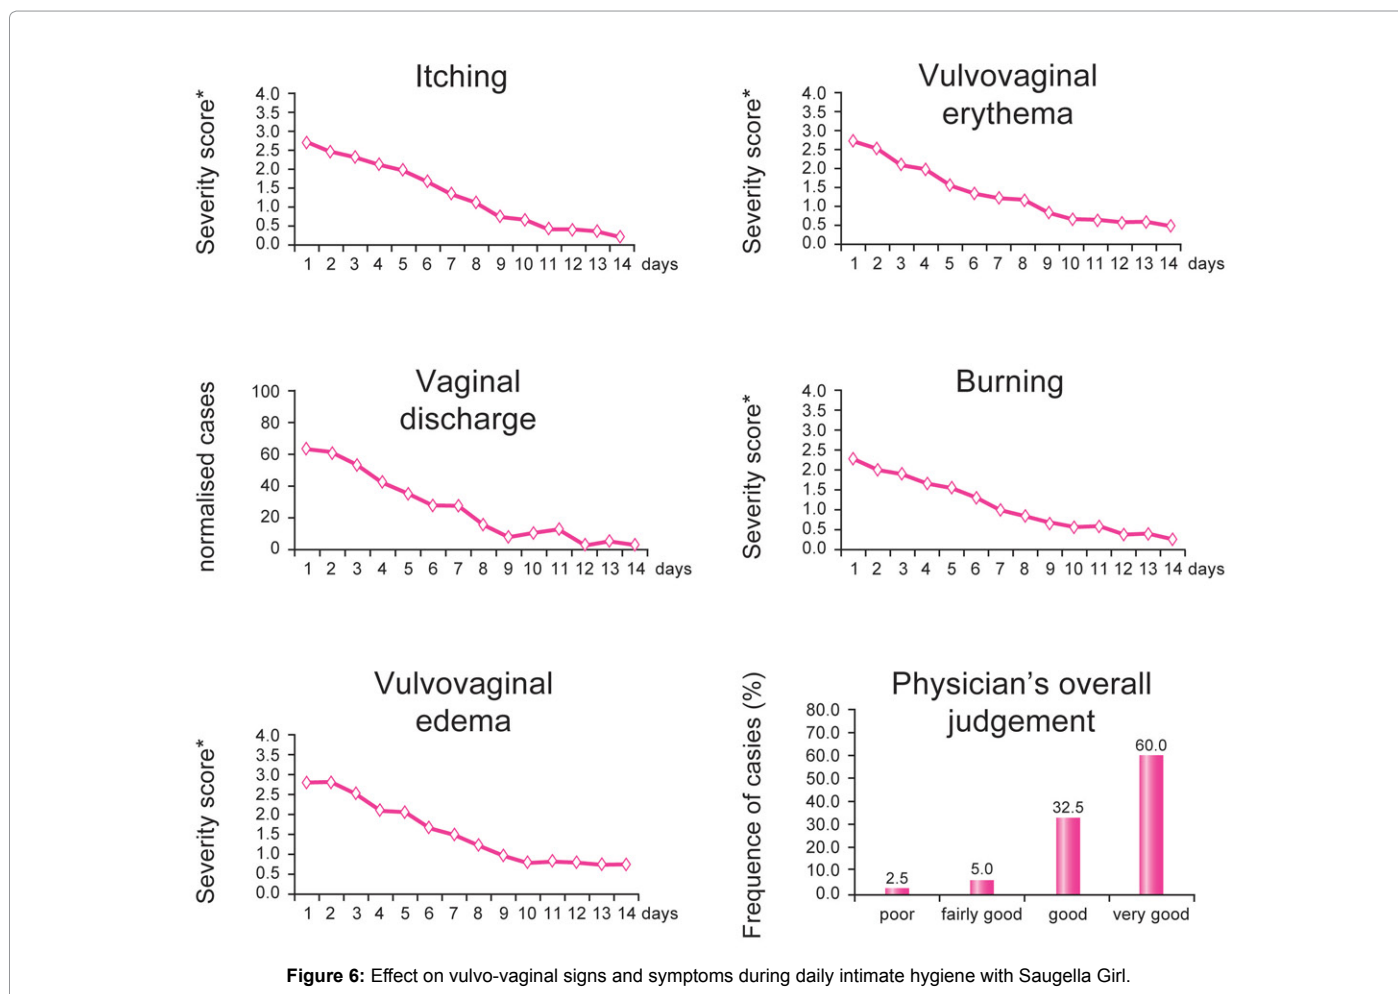 Itching
Severity score*
4.0
3.5
3.0
2.5
2.0
1.5
1.0
0.5
0.0
1 2 3 4 5 6 7 8 9 10 11 12 13 14 days
Vulvovaginal
erythema
Severity score*
4.0
3.5
3.0
2.5
2.0
1.5
1.0
0.5
0.0
1 2 3 4 5 6 7 8 9 10 11 12 13 14 days
Vaginal
discharge
normalised cases
100
80
60
40
20
0
1 2 3 4 5 6 7 8 9 10 11 12 13 14 days
Burning
Severity score*
4.0
3.5
3.0
2.5
2.0
1.5
1.0
0.5
0.0
1 2 3 4 5 6 7 8 9 10 11 12 13 14 days
Vulvovaginal
edema
Severity score*
4.0
3.5
3.0
2.5
2.0
1.5
1.0
0.5
0.0
1 2 3 4 5 6 7 8 9 10 11 12 13 14 days
Physician's overall
judgement
Frequence of casies (%)
80.0
70.0
60.0
50.0
40.0
30.0
20.0
10.0
0.0
2.5
5.0
32.5
60.0
poor fairly good good very good
Figure 6: Effect on vulvo-vaginal signs and symptoms during daily intimate hygiene with Saugella Girl.